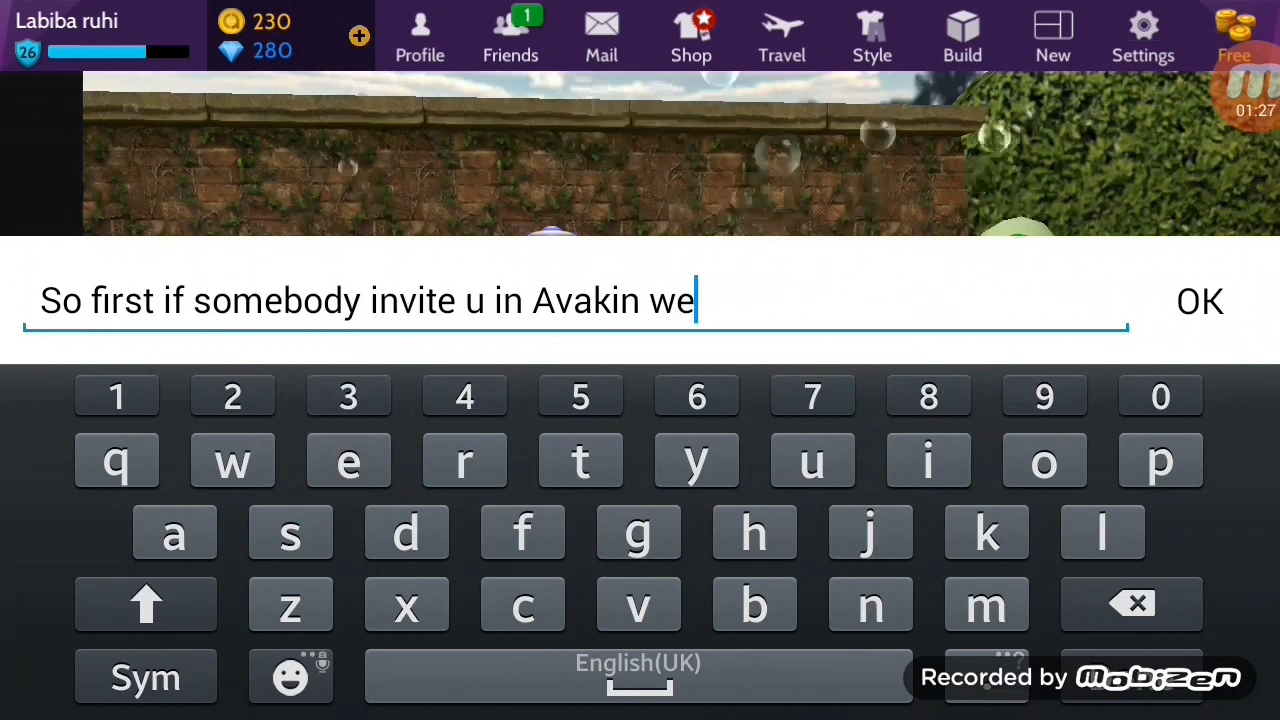 Labiba ruhi
26
230
280
1
Profile
Friends
Mail
Shop
Travel
Style
Build
New
Settings
Free
01:27
So first if somebody invite u in Avakin we
OK
1 2 3 4 5 6 7 8 9 0
q w e r t y u i o p
a s d f g h j k l
z x c v b n m
Sym
English(UK)
Recorded by mobizen